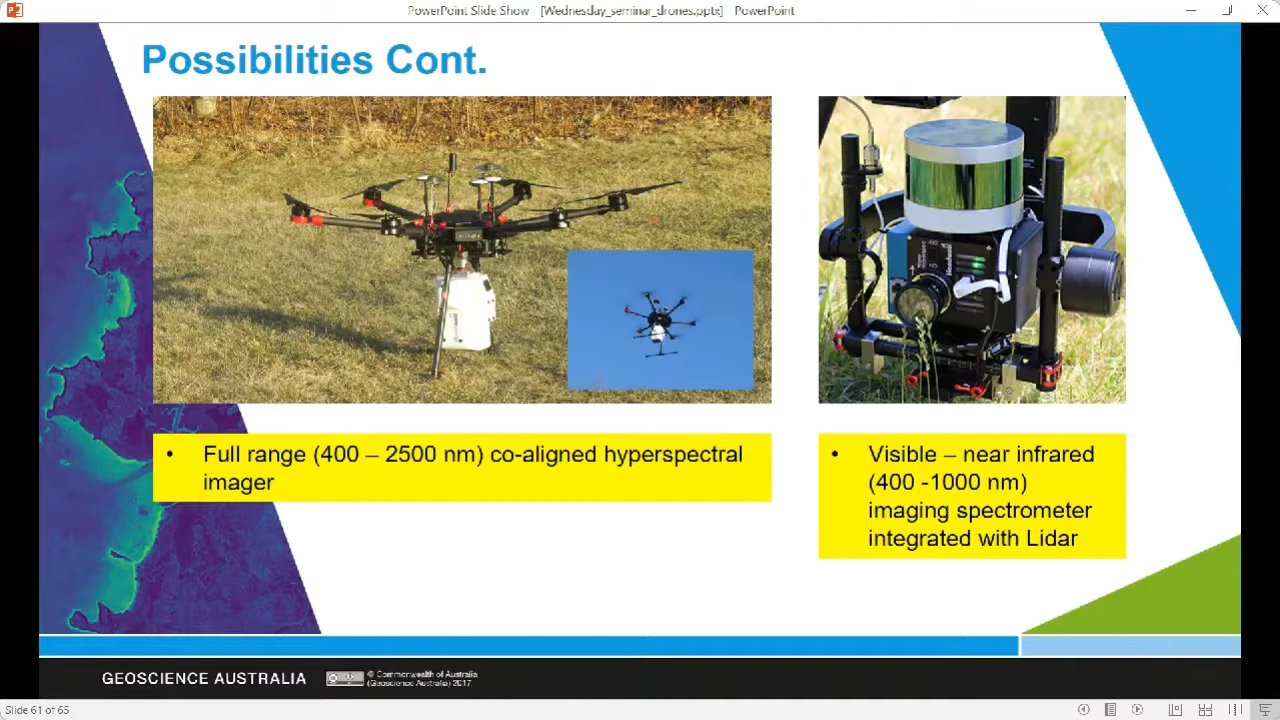 PowerPoint Slide Show - [Wednesday_seminar_drones.pptx] - PowerPoint
Possibilities Cont.
• Full range (400 – 2500 nm) co-aligned hyperspectral
imager
• Visible – near infrared
(400 -1000 nm)
imaging spectrometer
integrated with Lidar
GEOSCIENCE AUSTRALIA
© Commonwealth of Australia
(Geoscience Australia) 2017
Slide 61 of 65